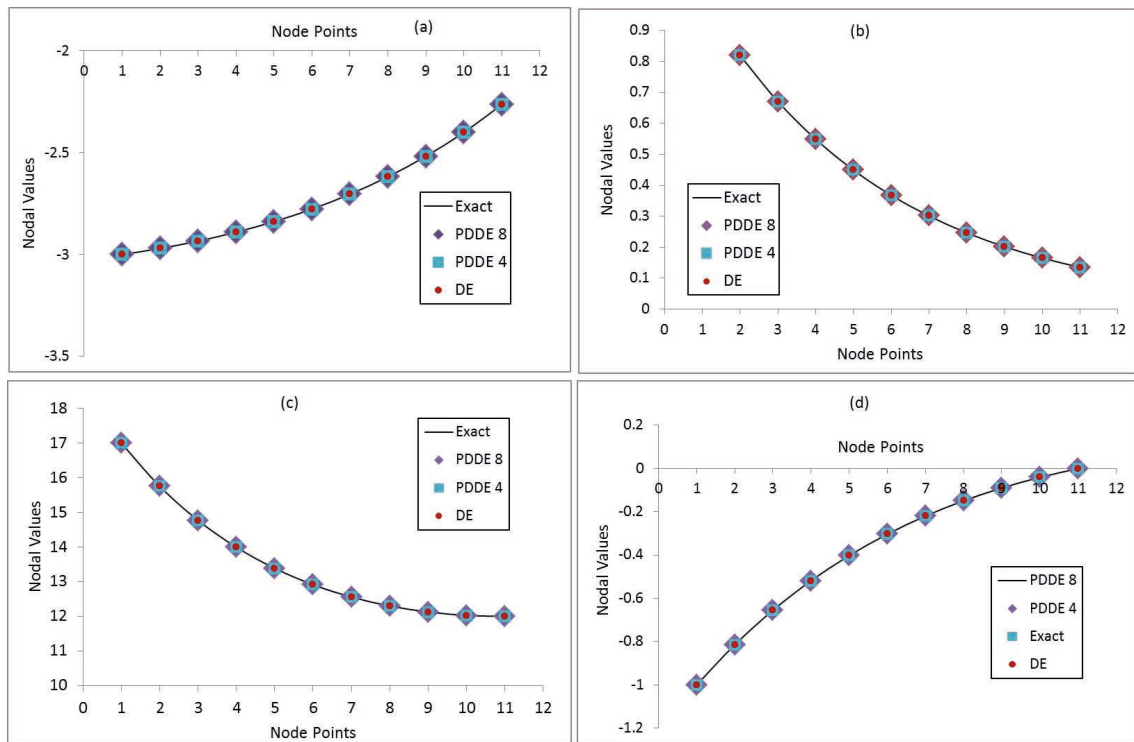 (a)
Node Points
-2
0 1 2 3 4 5 6 7 8 9 10 11 12
-2.5
-3
-3.5
Nodal Values
Exact
PDDE 8
PDDE 4
DE
(b)
0.9
0.8
0.7
0.6
0.5
0.4
0.3
0.2
0.1
0
0 1 2 3 4 5 6 7 8 9 10 11 12
Nodal Values
Node Points
Exact
PDDE 8
PDDE 4
DE
(c)
18
17
16
15
14
13
12
11
10
0 1 2 3 4 5 6 7 8 9 10 11 12
Nodal Values
Node Points
Exact
PDDE 8
PDDE 4
DE
(d)
0.2
Node Points
0
0 1 2 3 4 5 6 7 8 9 10 11 12
-0.2
-0.4
-0.6
-0.8
-1
-1.2
Nodal Values
PDDE 8
PDDE 4
Exact
DE